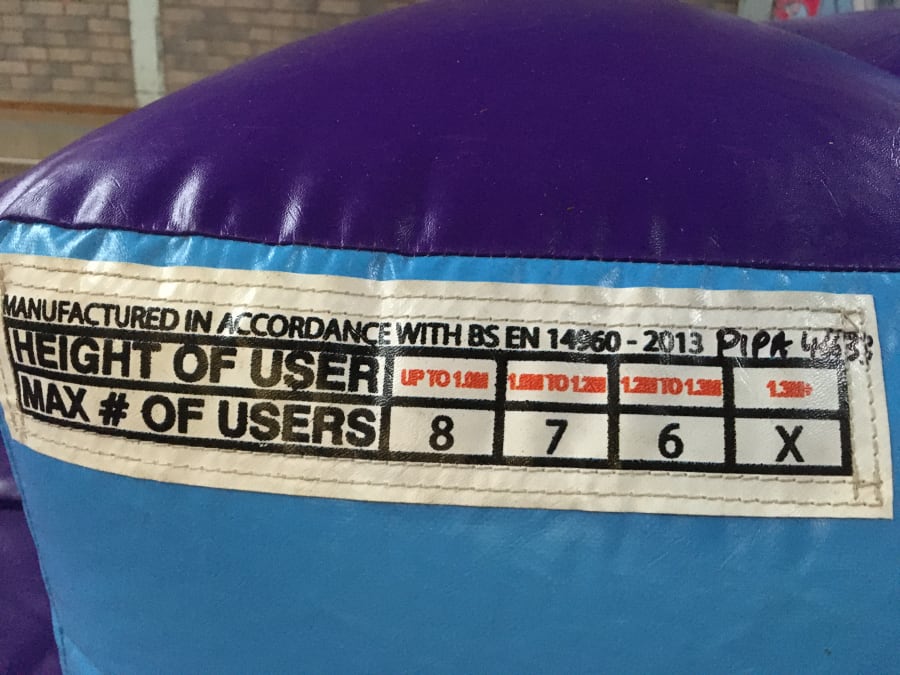 MANUFACTURED IN ACCORDANCE WITH BS EN 14960 - 2013 PIPA
HEIGHT OF USER UP TO 1.0M 1.0M TO 1.2M 1.2M TO 1.3M 1.3M+
MAX # OF USERS 8 7 6 X